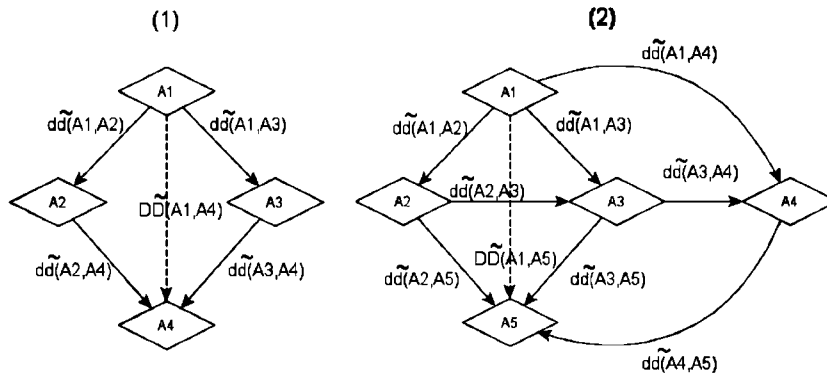 (1)
A1
dd̃(A1,A2)
dd̃(A1,A3)
A2
DD̃(A1,A4)
A3
dd̃(A2,A4)
dd̃(A3,A4)
A4
(2)
dd̃(A1,A4)
A1
dd̃(A1,A2)
dd̃(A1,A3)
dd̃(A3,A4)
A2
dd̃(A2,A3)
A3
A4
DD̃(A1,A5)
dd̃(A2,A5)
dd̃(A3,A5)
A5
dd̃(A4,A5)